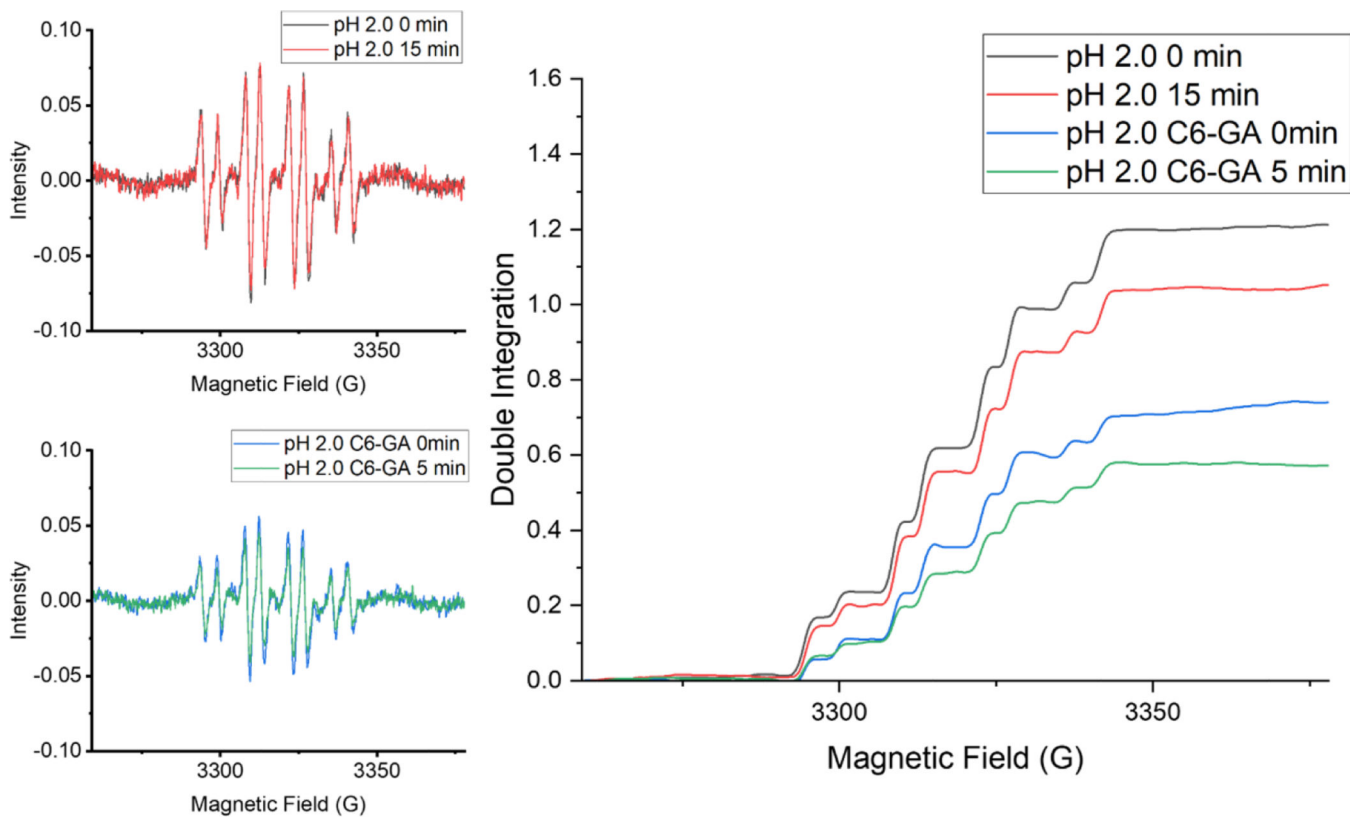 pH 2.0 0 min
pH 2.0 15 min
0.10
0.05
0.00
-0.05
-0.10
Intensity
3300
3350
Magnetic Field (G)
pH 2.0 C6-GA 0min
pH 2.0 C6-GA 5 min
0.10
0.05
0.00
-0.05
-0.10
Intensity
3300
3350
Magnetic Field (G)
pH 2.0 0 min
pH 2.0 15 min
pH 2.0 C6-GA 0min
pH 2.0 C6-GA 5 min
1.6
1.4
1.2
1.0
0.8
0.6
0.4
0.2
0.0
Double Integration
3300
3350
Magnetic Field (G)